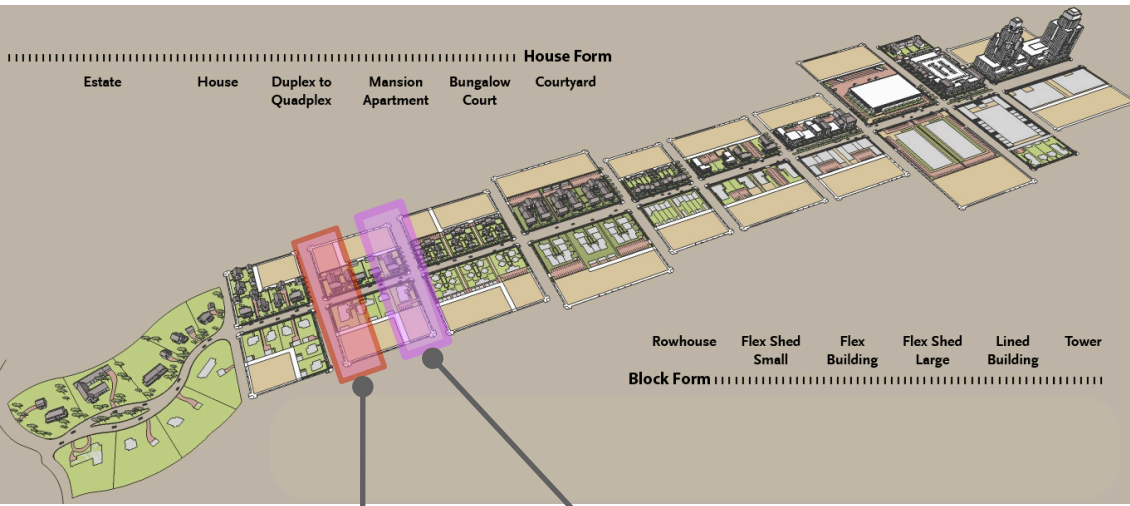 House Form
Estate House Duplex to Mansion Bungalow Courtyard
Quadplex Apartment Court
Rowhouse Flex Shed Flex Flex Shed Lined Tower
Small Building Large Building
Block Form